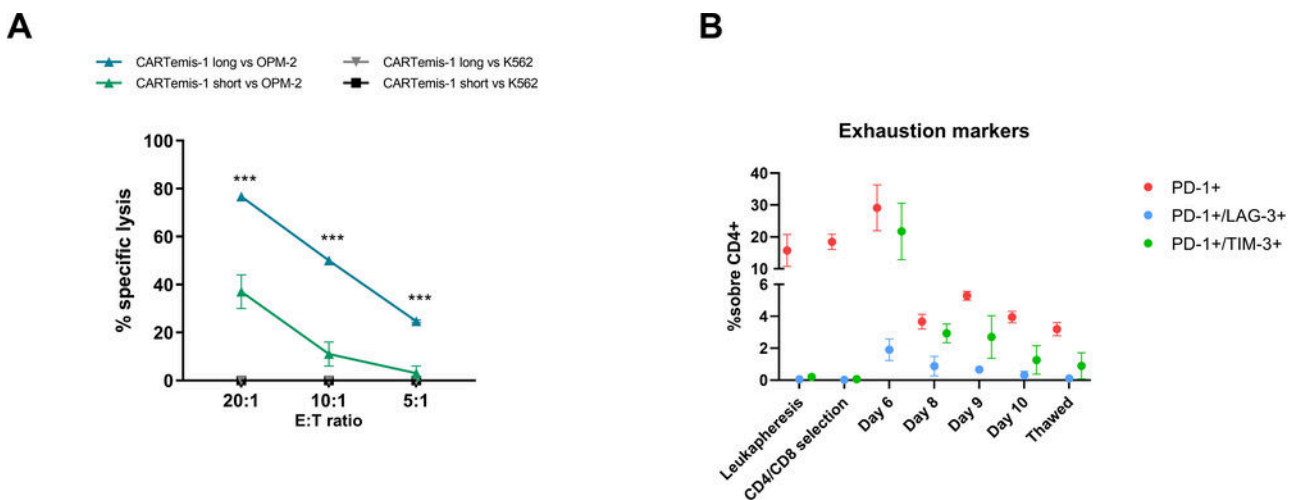 A
CARTemis-1 long vs OPM-2
CARTemis-1 short vs OPM-2
CARTemis-1 long vs K562
CARTemis-1 short vs K562
% specific lysis
100
80
60
40
20
0
***
***
***
20:1
10:1
5:1
E:T ratio
B
Exhaustion markers
%sobre CD4+
40
30
20
10
6
4
2
0
Leukapheresis
CD4/CD8 selection
Day 6
Day 8
Day 9
Day 10
Thawed
PD-1+
PD-1+/LAG-3+
PD-1+/TIM-3+